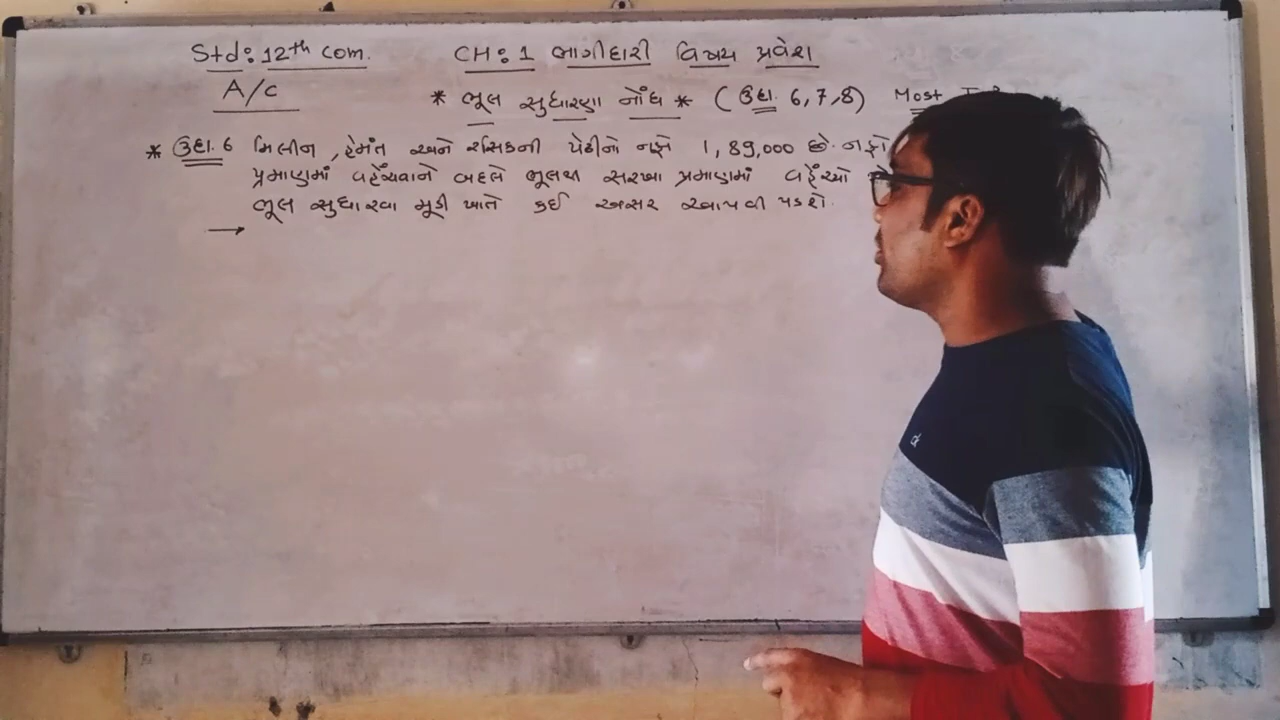 Std: 12th com. CH: 1 ભાગીદારી વિષય પ્રવેશ
A/c
* ભૂલ સુધારણા નોંધ * (ઉદા. 6,7,8) Most
* ઉદા. 6 મિલીન, હેમંત અને રસિકની પેઢીનો નફો 1,89,000 છે. નફો
પ્રમાણમાં વહેંચવાને બદલે ભૂલથી સરખા પ્રમાણમાં વહેંચ્યો
ભૂલ સુધારવા મૂડી ખાતે કઈ અસર આપવી પડશે.